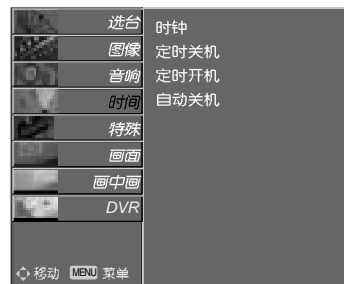 选台
图像
音响
时间
特殊
画面
画中画
DVR
移动 MENU 菜单
时钟
定时关机
定时开机
自动关机